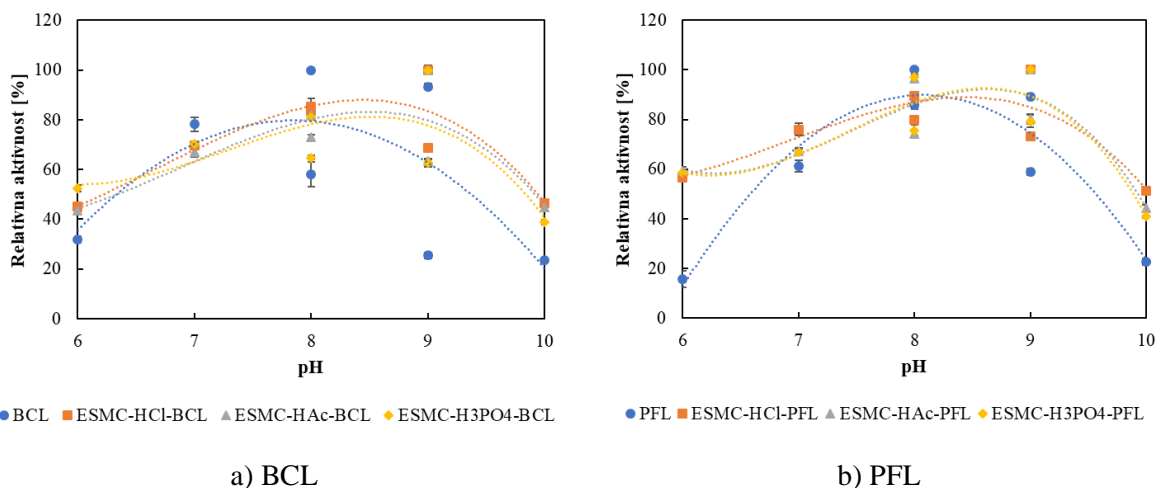 120
100
80
60
40
20
0
Relativna aktivnost [%]
6 7 8 9 10
pH
BCL ESMC-HCl-BCL ESMC-HAc-BCL ESMC-H3PO4-BCL
a) BCL
120
100
80
60
40
20
0
Relativna aktivnost [%]
6 7 8 9 10
pH
PFL ESMC-HCl-PFL ESMC-HAc-PFL ESMC-H3PO4-PFL
b) PFL